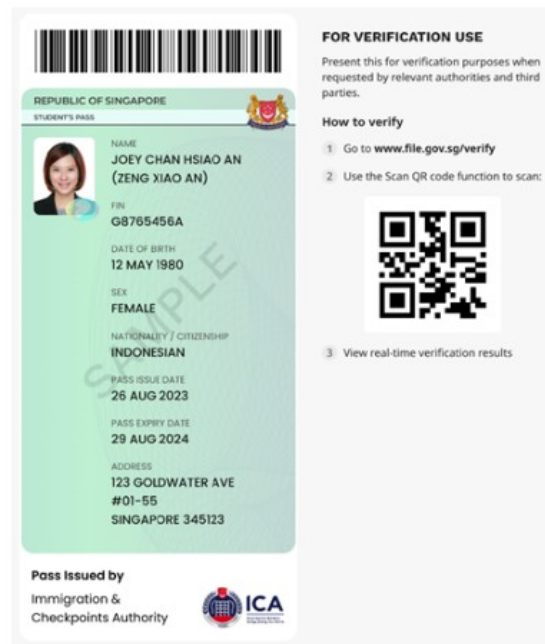 REPUBLIC OF SINGAPORE
STUDENT'S PASS
NAME
JOEY CHAN HSIAO AN
(ZENG XIAO AN)
FIN
G8765456A
DATE OF BIRTH
12 MAY 1980
SEX
FEMALE
NATIONALITY / CITIZENSHIP
INDONESIAN
PASS ISSUE DATE
26 AUG 2023
PASS EXPIRY DATE
29 AUG 2024
ADDRESS
123 GOLDWATER AVE
#01-55
SINGAPORE 345123
SAMPLE
Pass Issued by
Immigration &
Checkpoints Authority
ICA
FOR VERIFICATION USE
Present this for verification purposes when
requested by relevant authorities and third
parties.
How to verify
1 Go to www.file.gov.sg/verify
2 Use the Scan QR code function to scan:
3 View real-time verification results